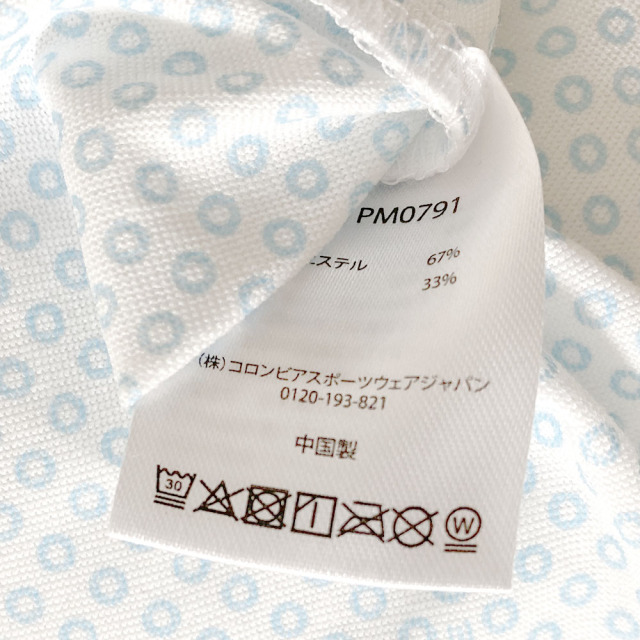 PM0791
エステル 67%
33%
(株)コロンビアスポーツウェアジャパン
0120-193-821
中国製
30
W